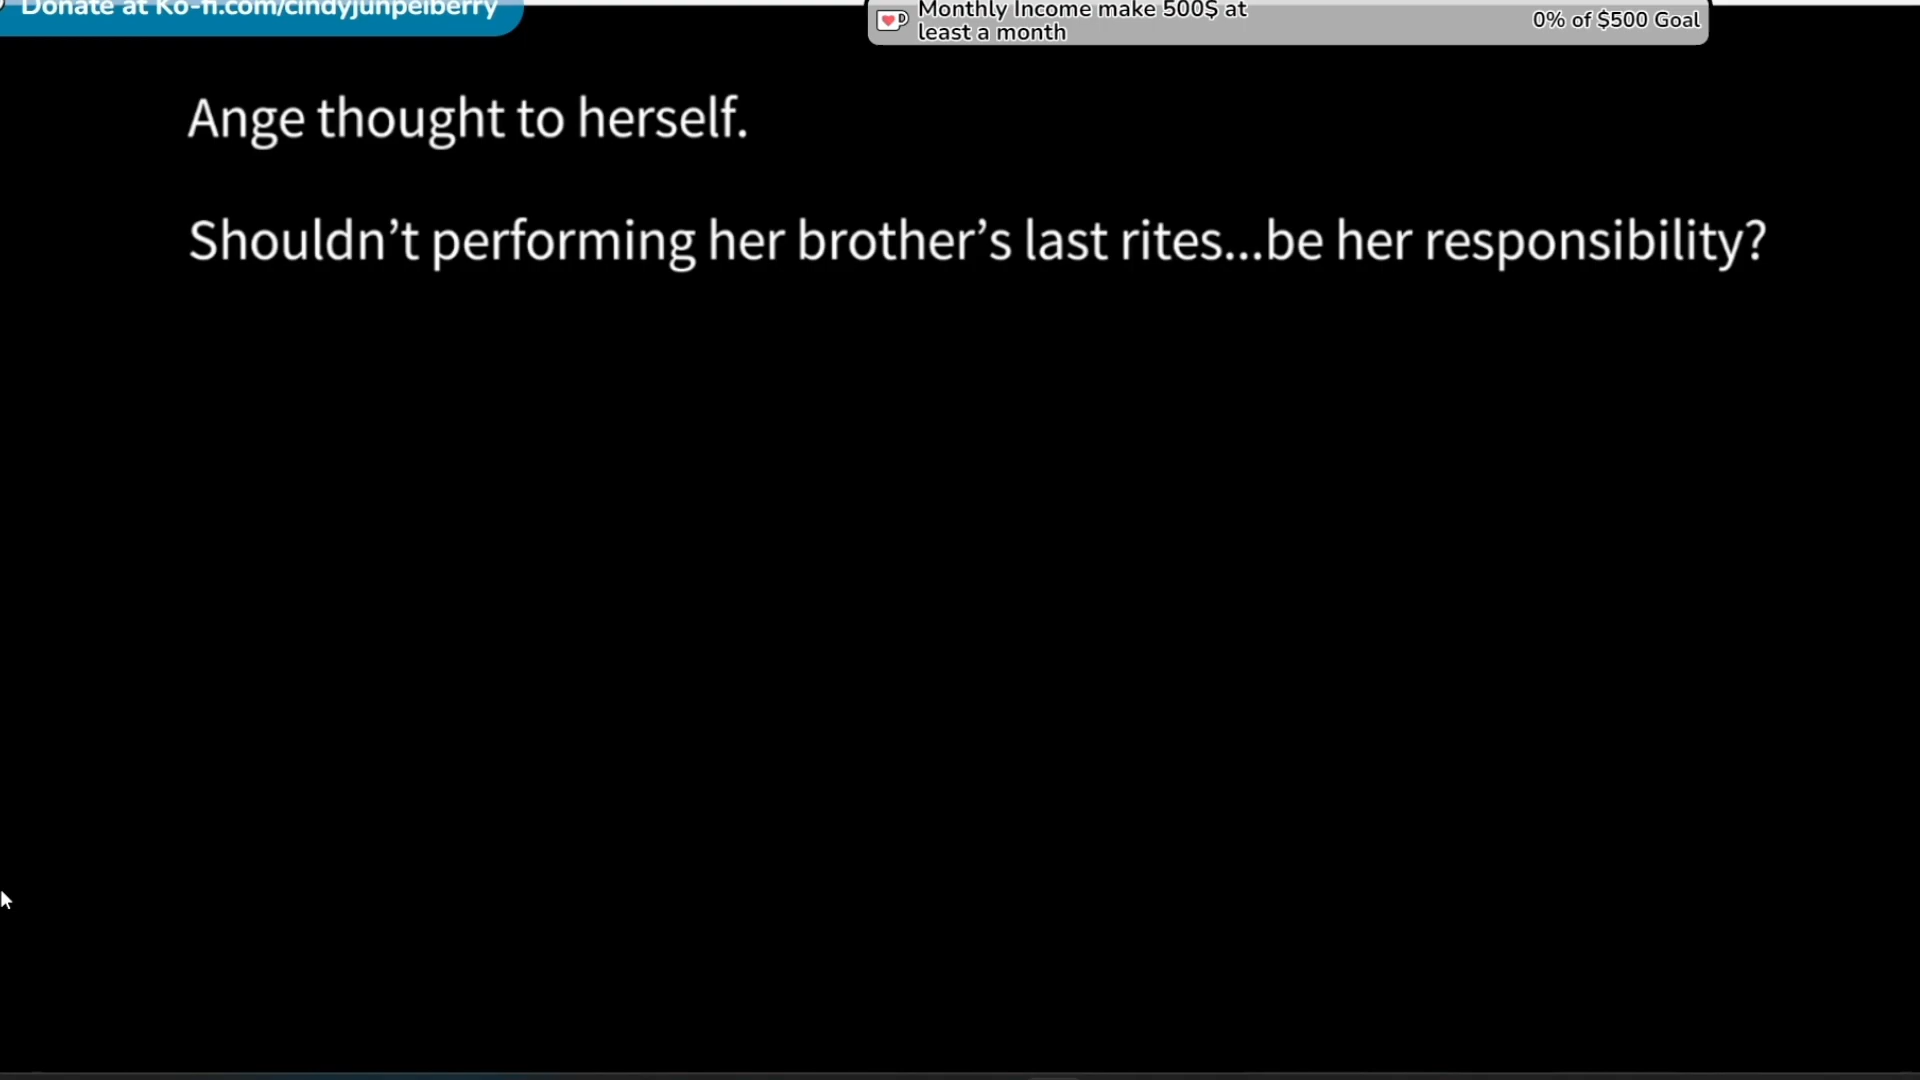 Donate at Ko-fi.com/cindyjunpeiberry
Monthly Income make 500$ at
least a month
0% of $500 Goal
Ange thought to herself.
Shouldn’t performing her brother’s last rites...be her responsibility?